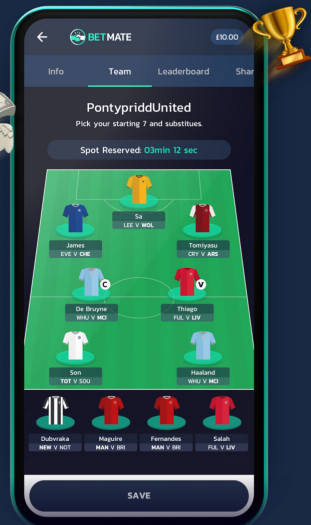 BETMATE
£10.00
Info Team Leaderboard Shar
PontypriddUnited
Pick your starting 7 and substitues.
Spot Reserved: 03min 12 sec
Sa
LEE V WOL
James
EVE V CHE
Tomiyasu
CRY V ARS
C
De Bruyne
WHU V MCI
V
Thiago
FUL V LIV
Son
TOT V SOU
Haaland
WHU V MCI
Dubvraka
NEW V NOT
Maguire
MAN V BRI
Fernandes
MAN V BRI
Salah
FUL V LIV
SAVE